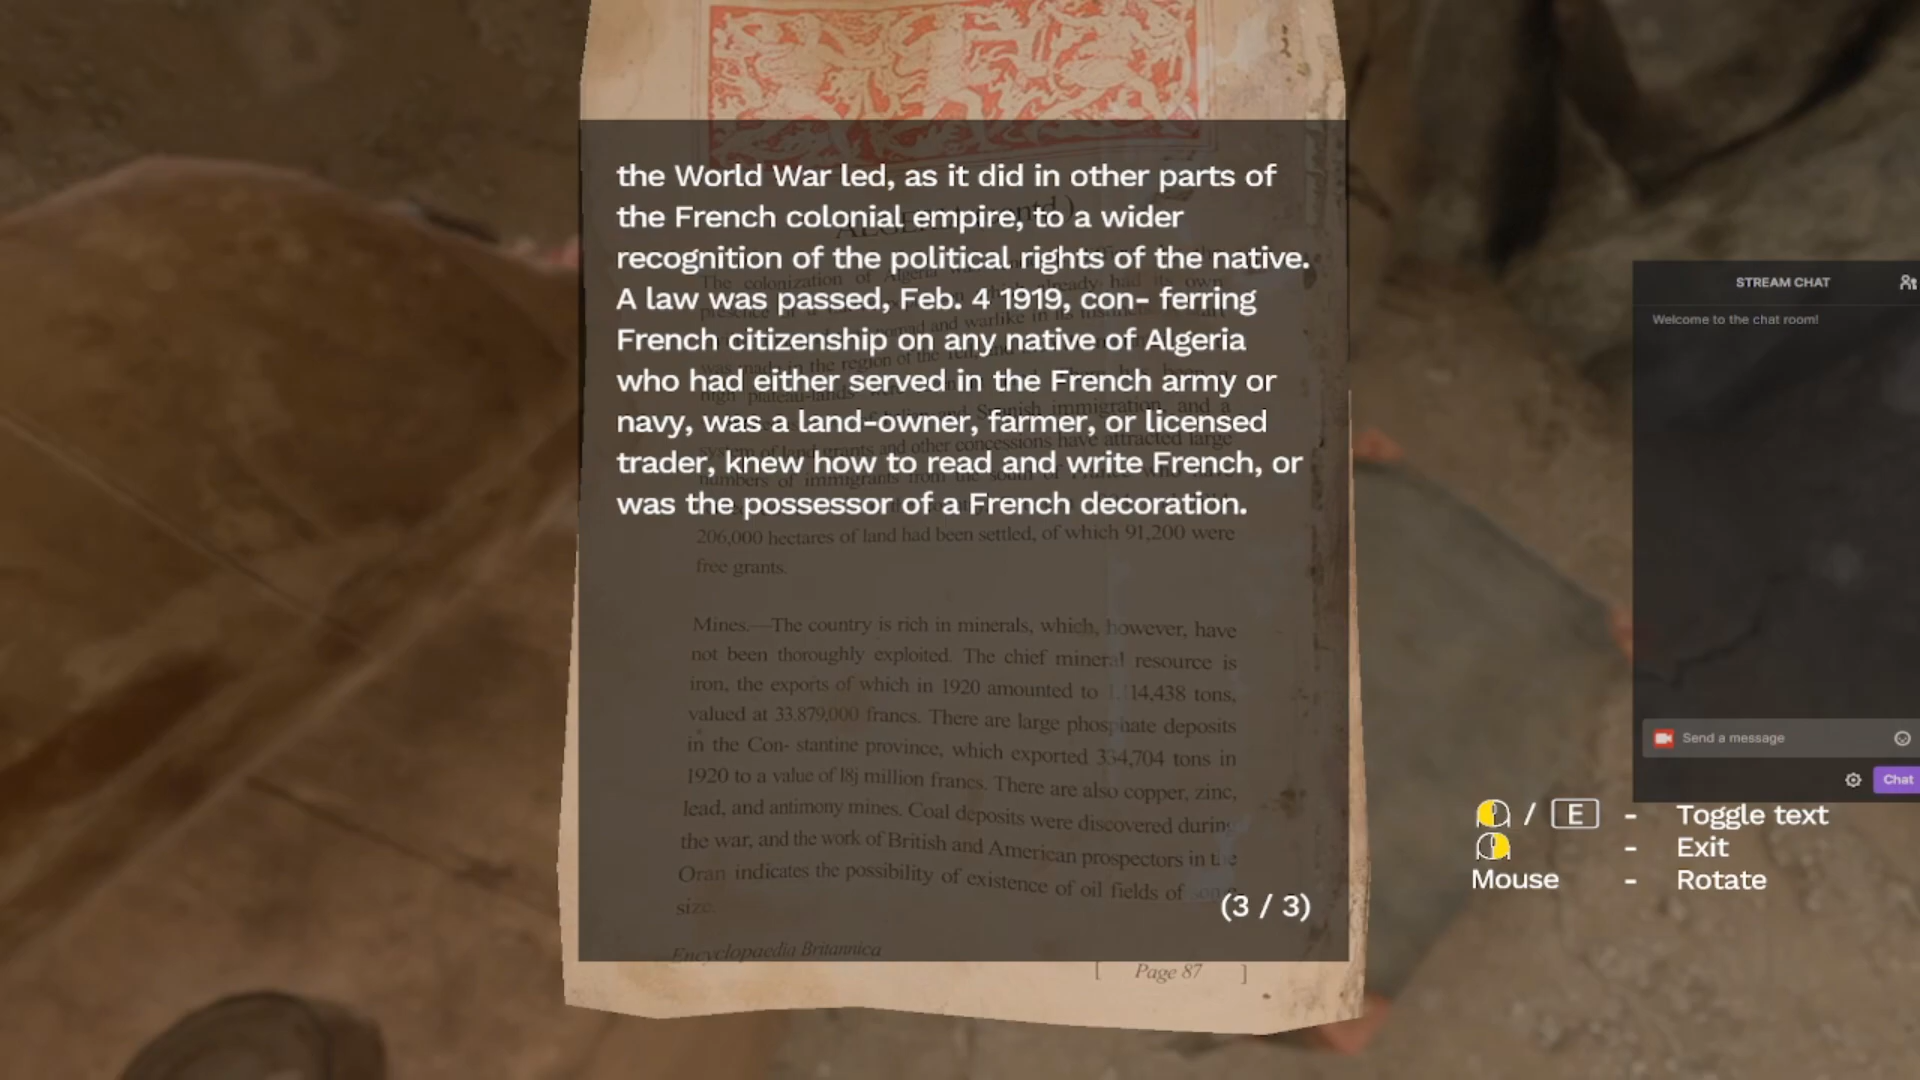 the World War led, as it did in other parts of
the French colonial empire, to a wider
recognition of the political rights of the native.
A law was passed, Feb. 4 1919, con- ferring
French citizenship on any native of Algeria
who had either served in the French army or
navy, was a land-owner, farmer, or licensed
trader, knew how to read and write French, or
was the possessor of a French decoration.
206,000 hectares of land had been settled, of which 91,200 were
free grants.
Mines.—The country is rich in minerals, which, however, have
not been thoroughly exploited. The chief mineral resource is
iron, the exports of which in 1920 amounted to 1,114,438 tons,
valued at 33,879,000 francs. There are large phosphate deposits
in the Con- stantine province, which exported 334,704 tons in
1920 to a value of 18j million francs. There are also copper, zinc,
lead, and antimony mines. Coal deposits were discovered during
the war, and the work of British and American prospectors in the
Oran indicates the possibility of existence of oil fields of some
size.
(3 / 3)
Encyclopaedia Britannica
[ Page 87 ]
STREAM CHAT
Welcome to the chat room!
Send a message
Chat
/ E - Toggle text
- Exit
Mouse - Rotate